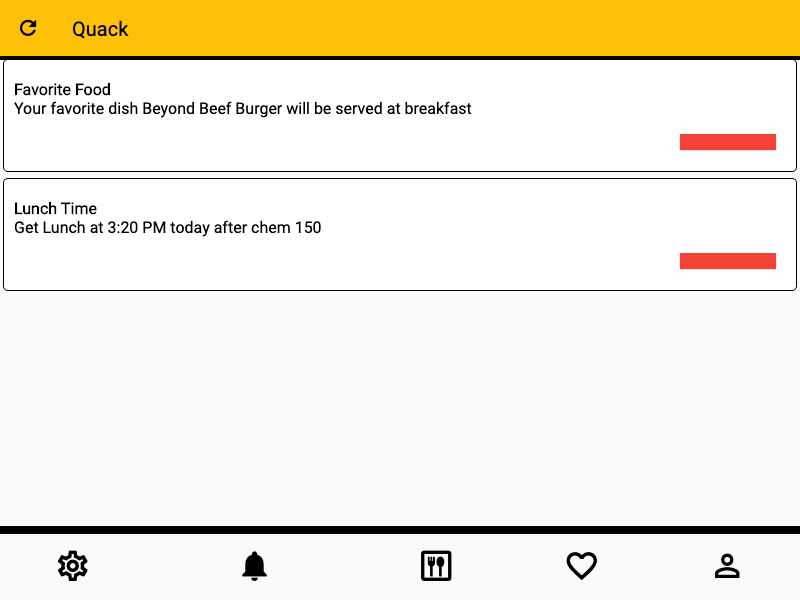 Quack
Favorite Food
Your favorite dish Beyond Beef Burger will be served at breakfast
Lunch Time
Get Lunch at 3:20 PM today after chem 150